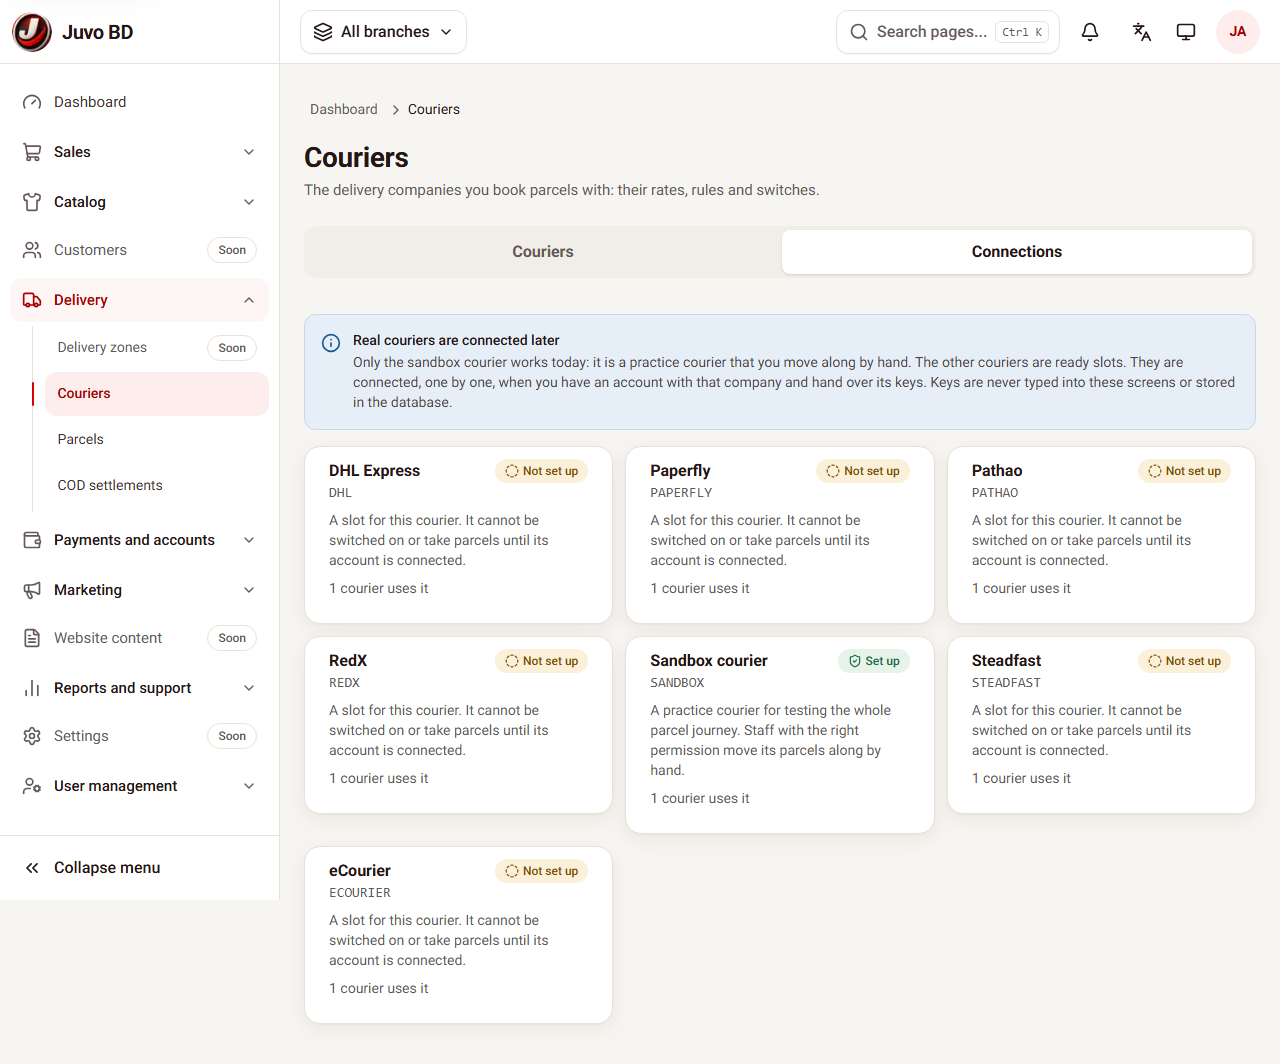 Juvo BD
All branches
Search pages...
Ctrl K
JA
Dashboard
Sales
Catalog
Customers
Soon
Delivery
Delivery zones
Soon
Couriers
Parcels
COD settlements
Payments and accounts
Marketing
Website content
Soon
Reports and support
Settings
Soon
User management
Collapse menu
Dashboard
Couriers
Couriers
The delivery companies you book parcels with: their rates, rules and switches.
Couriers
Connections
Real couriers are connected later
Only the sandbox courier works today: it is a practice courier that you move along by hand. The other couriers are ready slots. They are
connected, one by one, when you have an account with that company and hand over its keys. Keys are never typed into these screens or stored
in the database.
DHL Express
Not set up
DHL
A slot for this courier. It cannot be
switched on or take parcels until its
account is connected.
1 courier uses it
Paperfly
Not set up
PAPERFLY
A slot for this courier. It cannot be
switched on or take parcels until its
account is connected.
1 courier uses it
Pathao
Not set up
PATHAO
A slot for this courier. It cannot be
switched on or take parcels until its
account is connected.
1 courier uses it
RedX
Not set up
REDX
A slot for this courier. It cannot be
switched on or take parcels until its
account is connected.
1 courier uses it
Sandbox courier
Set up
SANDBOX
A practice courier for testing the whole
parcel journey. Staff with the right
permission move its parcels along by
hand.
1 courier uses it
Steadfast
Not set up
STEADFAST
A slot for this courier. It cannot be
switched on or take parcels until its
account is connected.
1 courier uses it
eCourier
Not set up
ECOURIER
A slot for this courier. It cannot be
switched on or take parcels until its
account is connected.
1 courier uses it